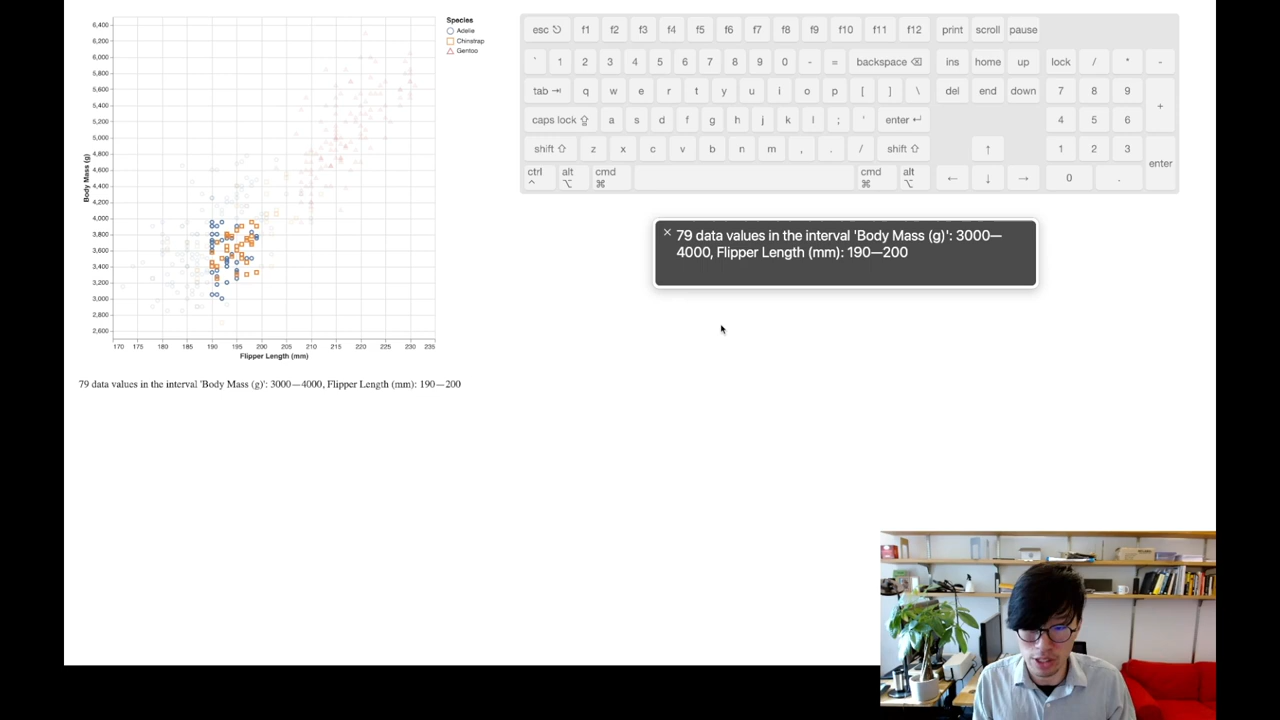 6,400
6,200
6,000
5,800
5,600
5,400
5,200
5,000
4,800
4,600
4,400
4,200
4,000
3,800
3,600
3,400
3,200
3,000
2,800
2,600
Body Mass (g)
170 175 180 185 190 195 200 205 210 215 220 225 230 235
Flipper Length (mm)
Species
Adelie
Chinstrap
Gentoo
79 data values in the interval 'Body Mass (g)': 3000—4000, Flipper Length (mm): 190—200
esc f1 f2 f3 f4 f5 f6 f7 f8 f9 f10 f11 f12 print scroll pause
` 1 2 3 4 5 6 7 8 9 0 - = backspace ins home up lock / * -
tab q w e r t y u i o p [ ] \ del end down 7 8 9 +
caps lock a s d f g h j k l ; ' enter 4 5 6
shift z x c v b n m , . / shift ↑ 1 2 3 enter
ctrl alt cmd cmd alt ← ↓ → 0 .
× 79 data values in the interval 'Body Mass (g)': 3000—
4000, Flipper Length (mm): 190—200